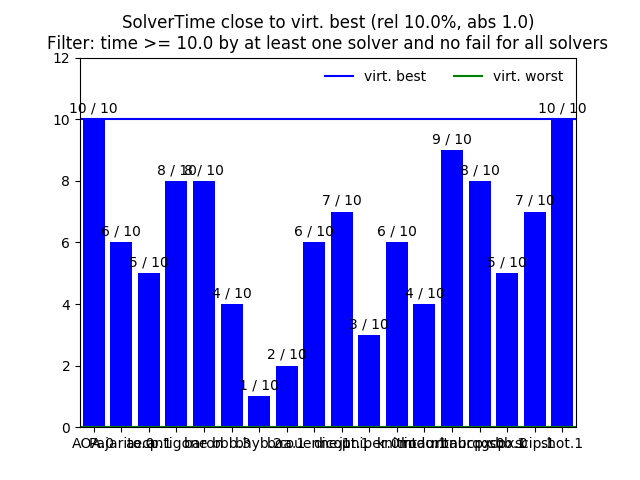 SolverTime close to virt. best (rel 10.0%, abs 1.0)
Filter: time >= 10.0 by at least one solver and no fail for all solvers
virt. best
virt. worst
12
10
8
6
4
2
0
10 / 10
6 / 10
5 / 10
8 / 10
8 / 10
4 / 10
1 / 10
2 / 10
6 / 10
7 / 10
3 / 10
6 / 10
4 / 10
9 / 10
8 / 10
5 / 10
7 / 10
10 / 10